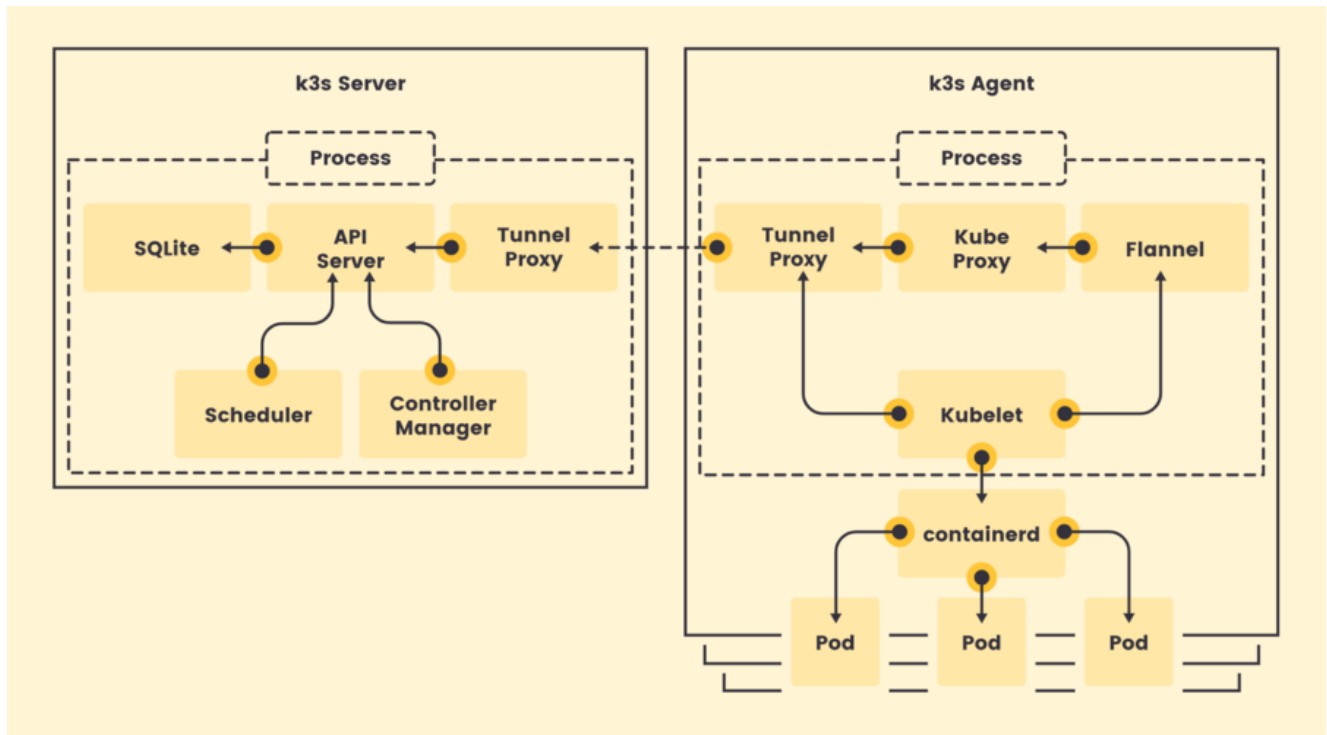 k3s Server
Process
SQLite
API
Server
Tunnel
Proxy
Scheduler
Controller
Manager
k3s Agent
Process
Tunnel
Proxy
Kube
Proxy
Flannel
Kubelet
containerd
Pod
Pod
Pod